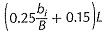 (0.25 b_i/B + 0.15) L